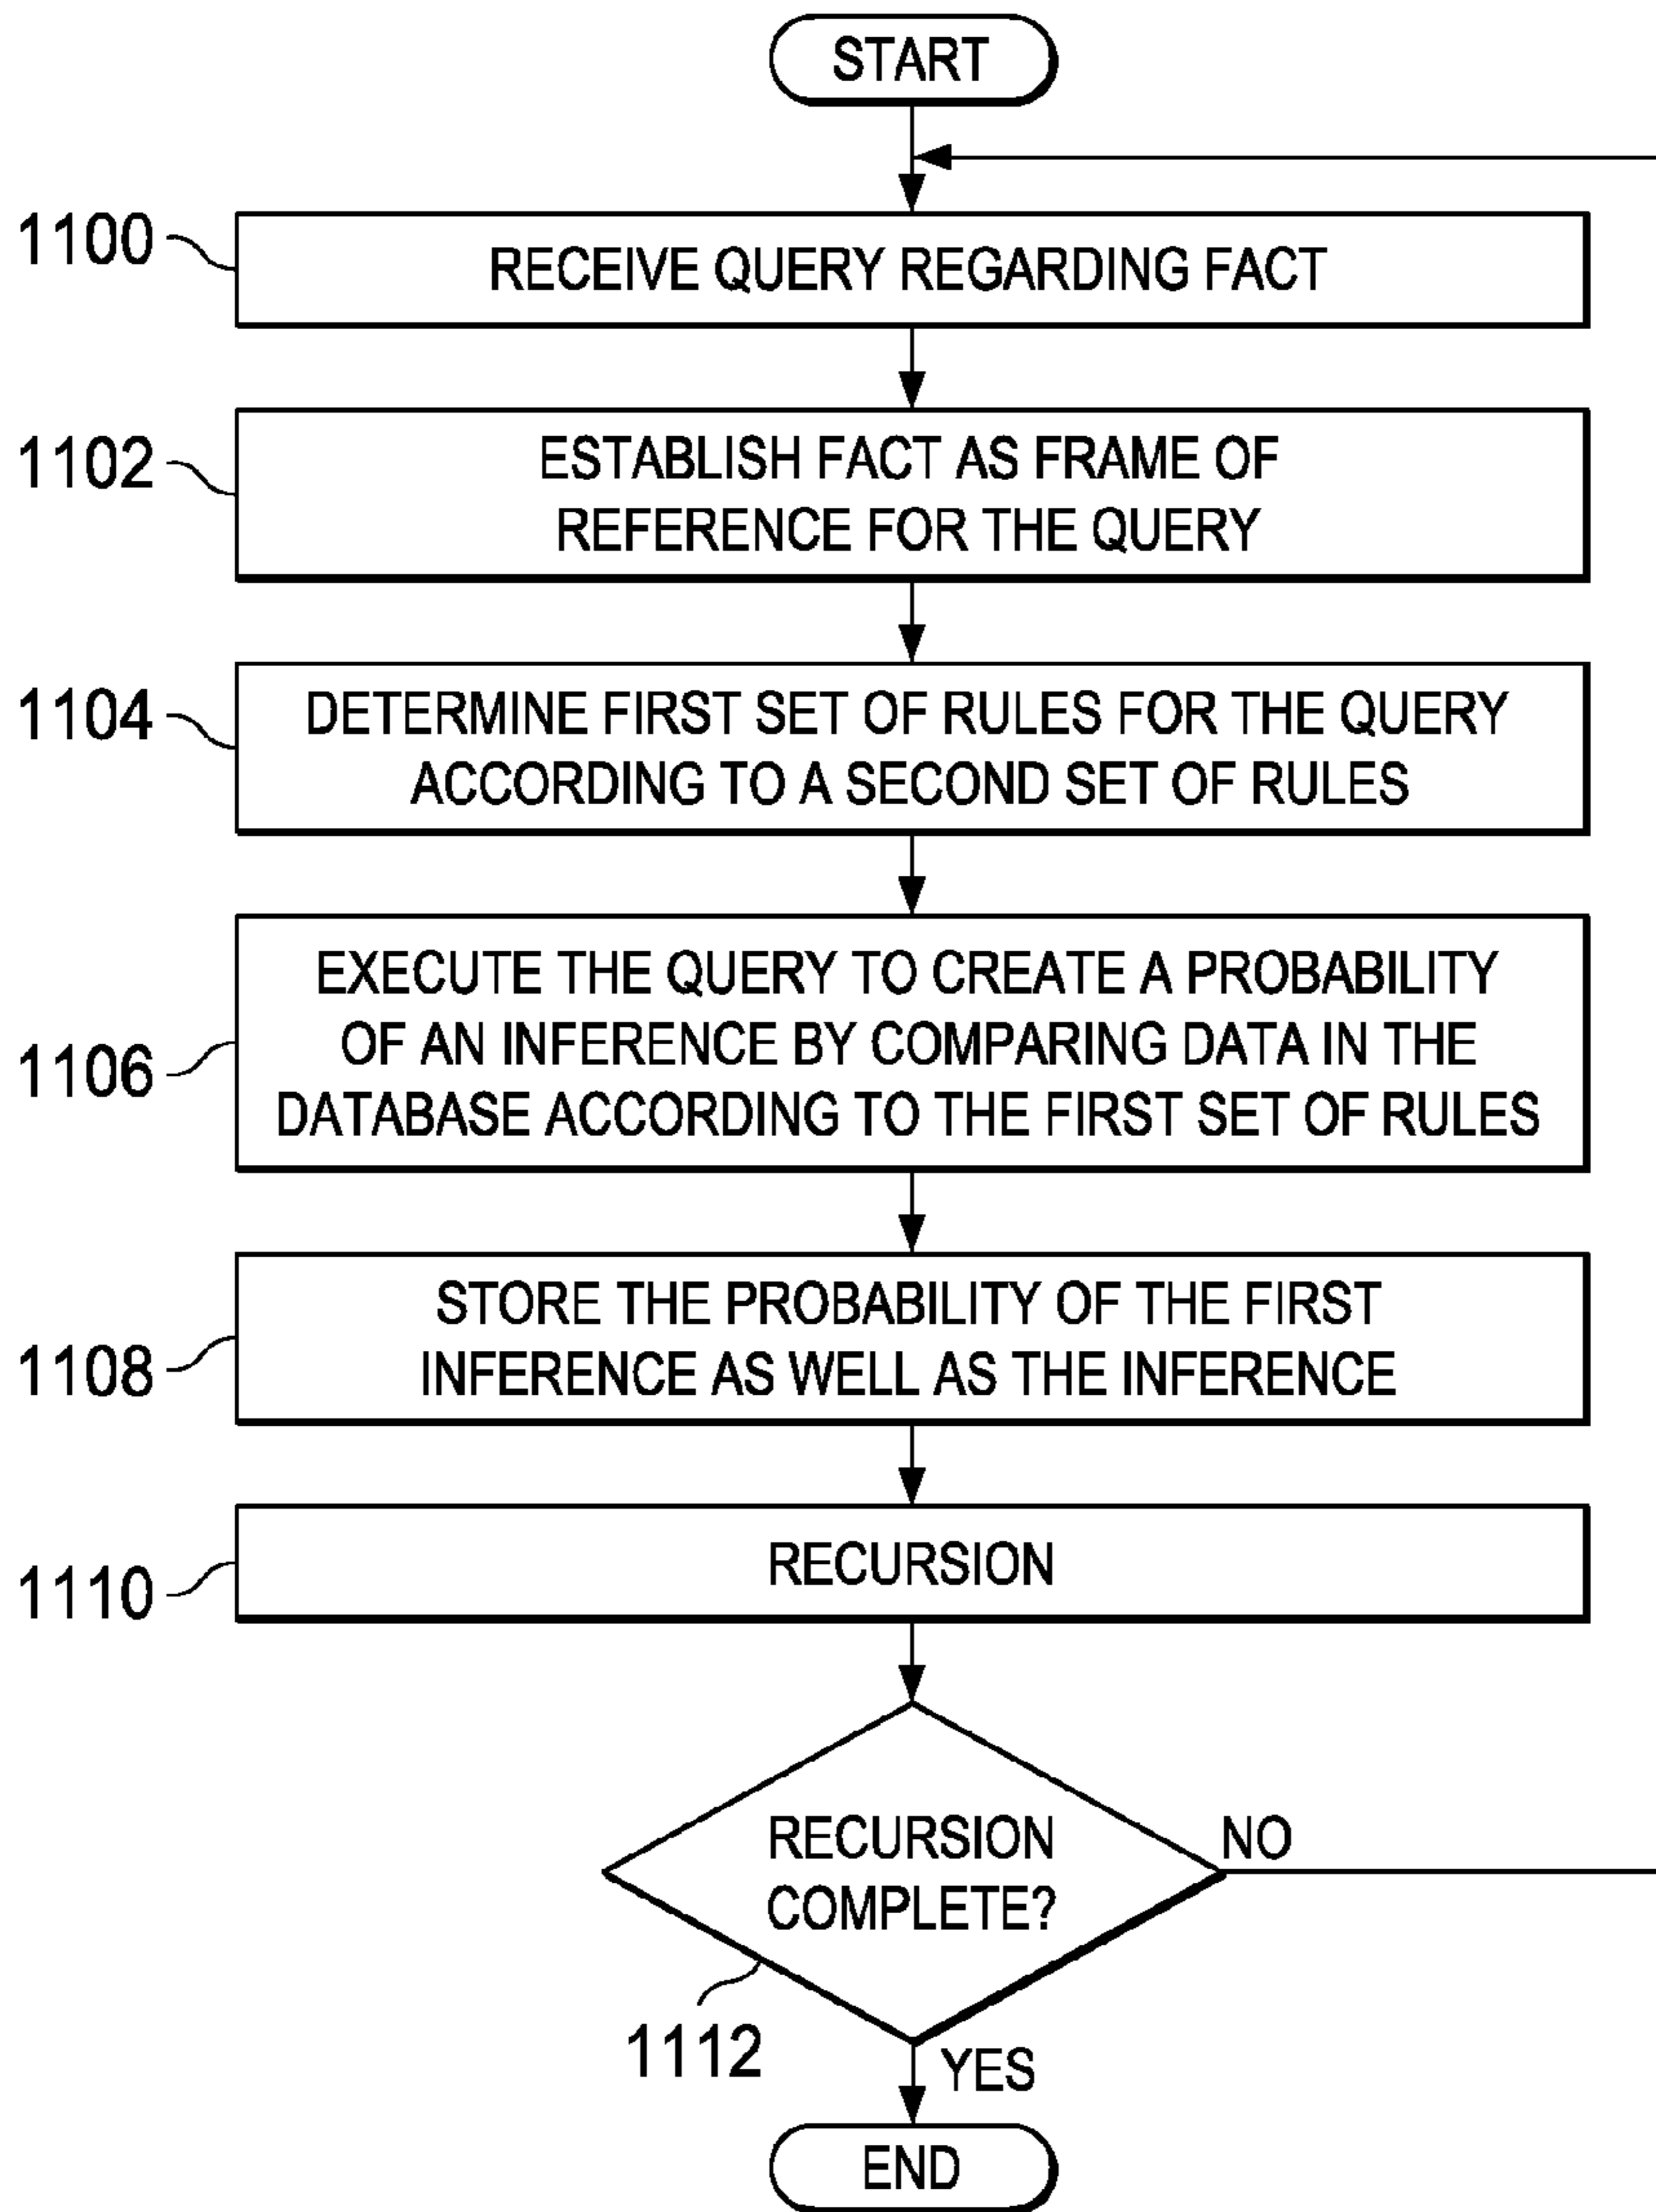 START
1100
RECEIVE QUERY REGARDING FACT
1102
ESTABLISH FACT AS FRAME OF
REFERENCE FOR THE QUERY
1104
DETERMINE FIRST SET OF RULES FOR THE QUERY
ACCORDING TO A SECOND SET OF RULES
1106
EXECUTE THE QUERY TO CREATE A PROBABILITY
OF AN INFERENCE BY COMPARING DATA IN THE
DATABASE ACCORDING TO THE FIRST SET OF RULES
1108
STORE THE PROBABILITY OF THE FIRST
INFERENCE AS WELL AS THE INFERENCE
1110
RECURSION
RECURSION
COMPLETE?
NO
1112
YES
END